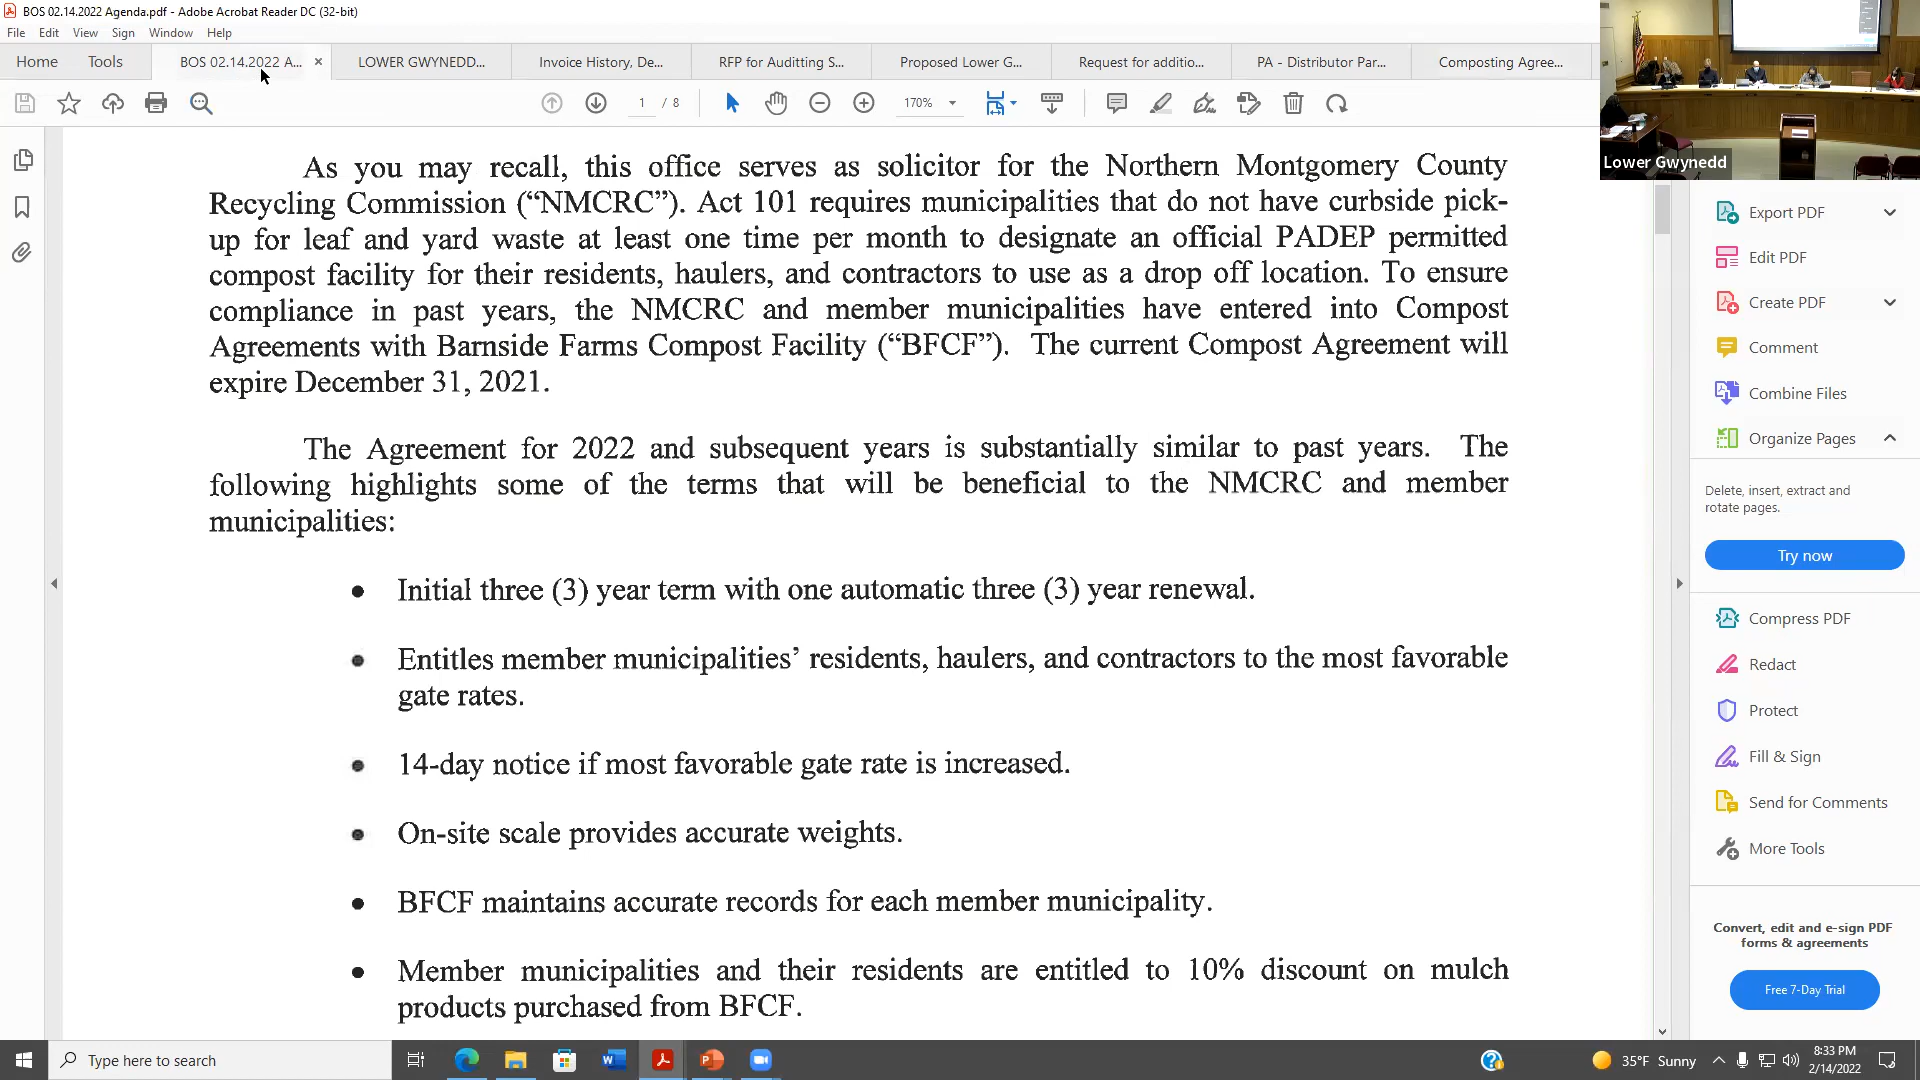 BOS 02.14.2022 Agenda.pdf - Adobe Acrobat Reader DC (32-bit)
File Edit View Sign Window Help
Home Tools BOS 02.14.2022 A... × LOWER GWYNEDD... Invoice History, De... RFP for Auditting S... Proposed Lower G... Request for additio... PA - Distributor Par... Composting Agree...
1 / 8 170%
Lower Gwynedd
As you may recall, this office serves as solicitor for the Northern Montgomery County
Recycling Commission (“NMCRC”). Act 101 requires municipalities that do not have curbside pick-
up for leaf and yard waste at least one time per month to designate an official PADEP permitted
compost facility for their residents, haulers, and contractors to use as a drop off location. To ensure
compliance in past years, the NMCRC and member municipalities have entered into Compost
Agreements with Barnside Farms Compost Facility (“BFCF”). The current Compost Agreement will
expire December 31, 2021.
The Agreement for 2022 and subsequent years is substantially similar to past years. The
following highlights some of the terms that will be beneficial to the NMCRC and member
municipalities:
• Initial three (3) year term with one automatic three (3) year renewal.
• Entitles member municipalities’ residents, haulers, and contractors to the most favorable
gate rates.
• 14-day notice if most favorable gate rate is increased.
• On-site scale provides accurate weights.
• BFCF maintains accurate records for each member municipality.
• Member municipalities and their residents are entitled to 10% discount on mulch
products purchased from BFCF.
Export PDF
Edit PDF
Create PDF
Comment
Combine Files
Organize Pages
Delete, insert, extract and
rotate pages.
Try now
Compress PDF
Redact
Protect
Fill & Sign
Send for Comments
More Tools
Convert, edit and e-sign PDF
forms & agreements
Free 7-Day Trial
Type here to search
35°F Sunny
8:33 PM
2/14/2022